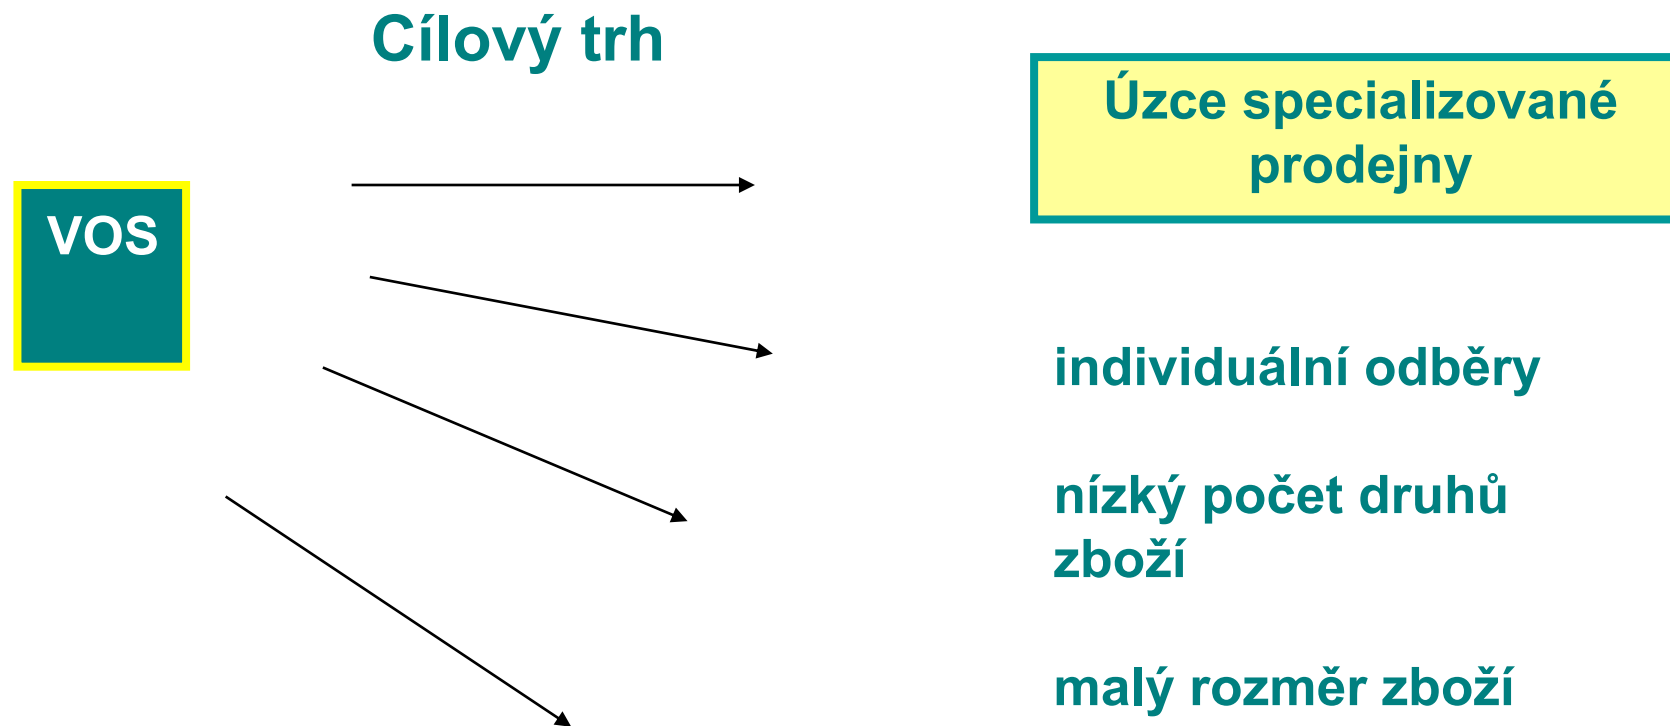 Cílový trh
Úzce specializované
prodejny
VOS
individuální odběry
nízký počet druhů
zboží
malý rozměr zboží